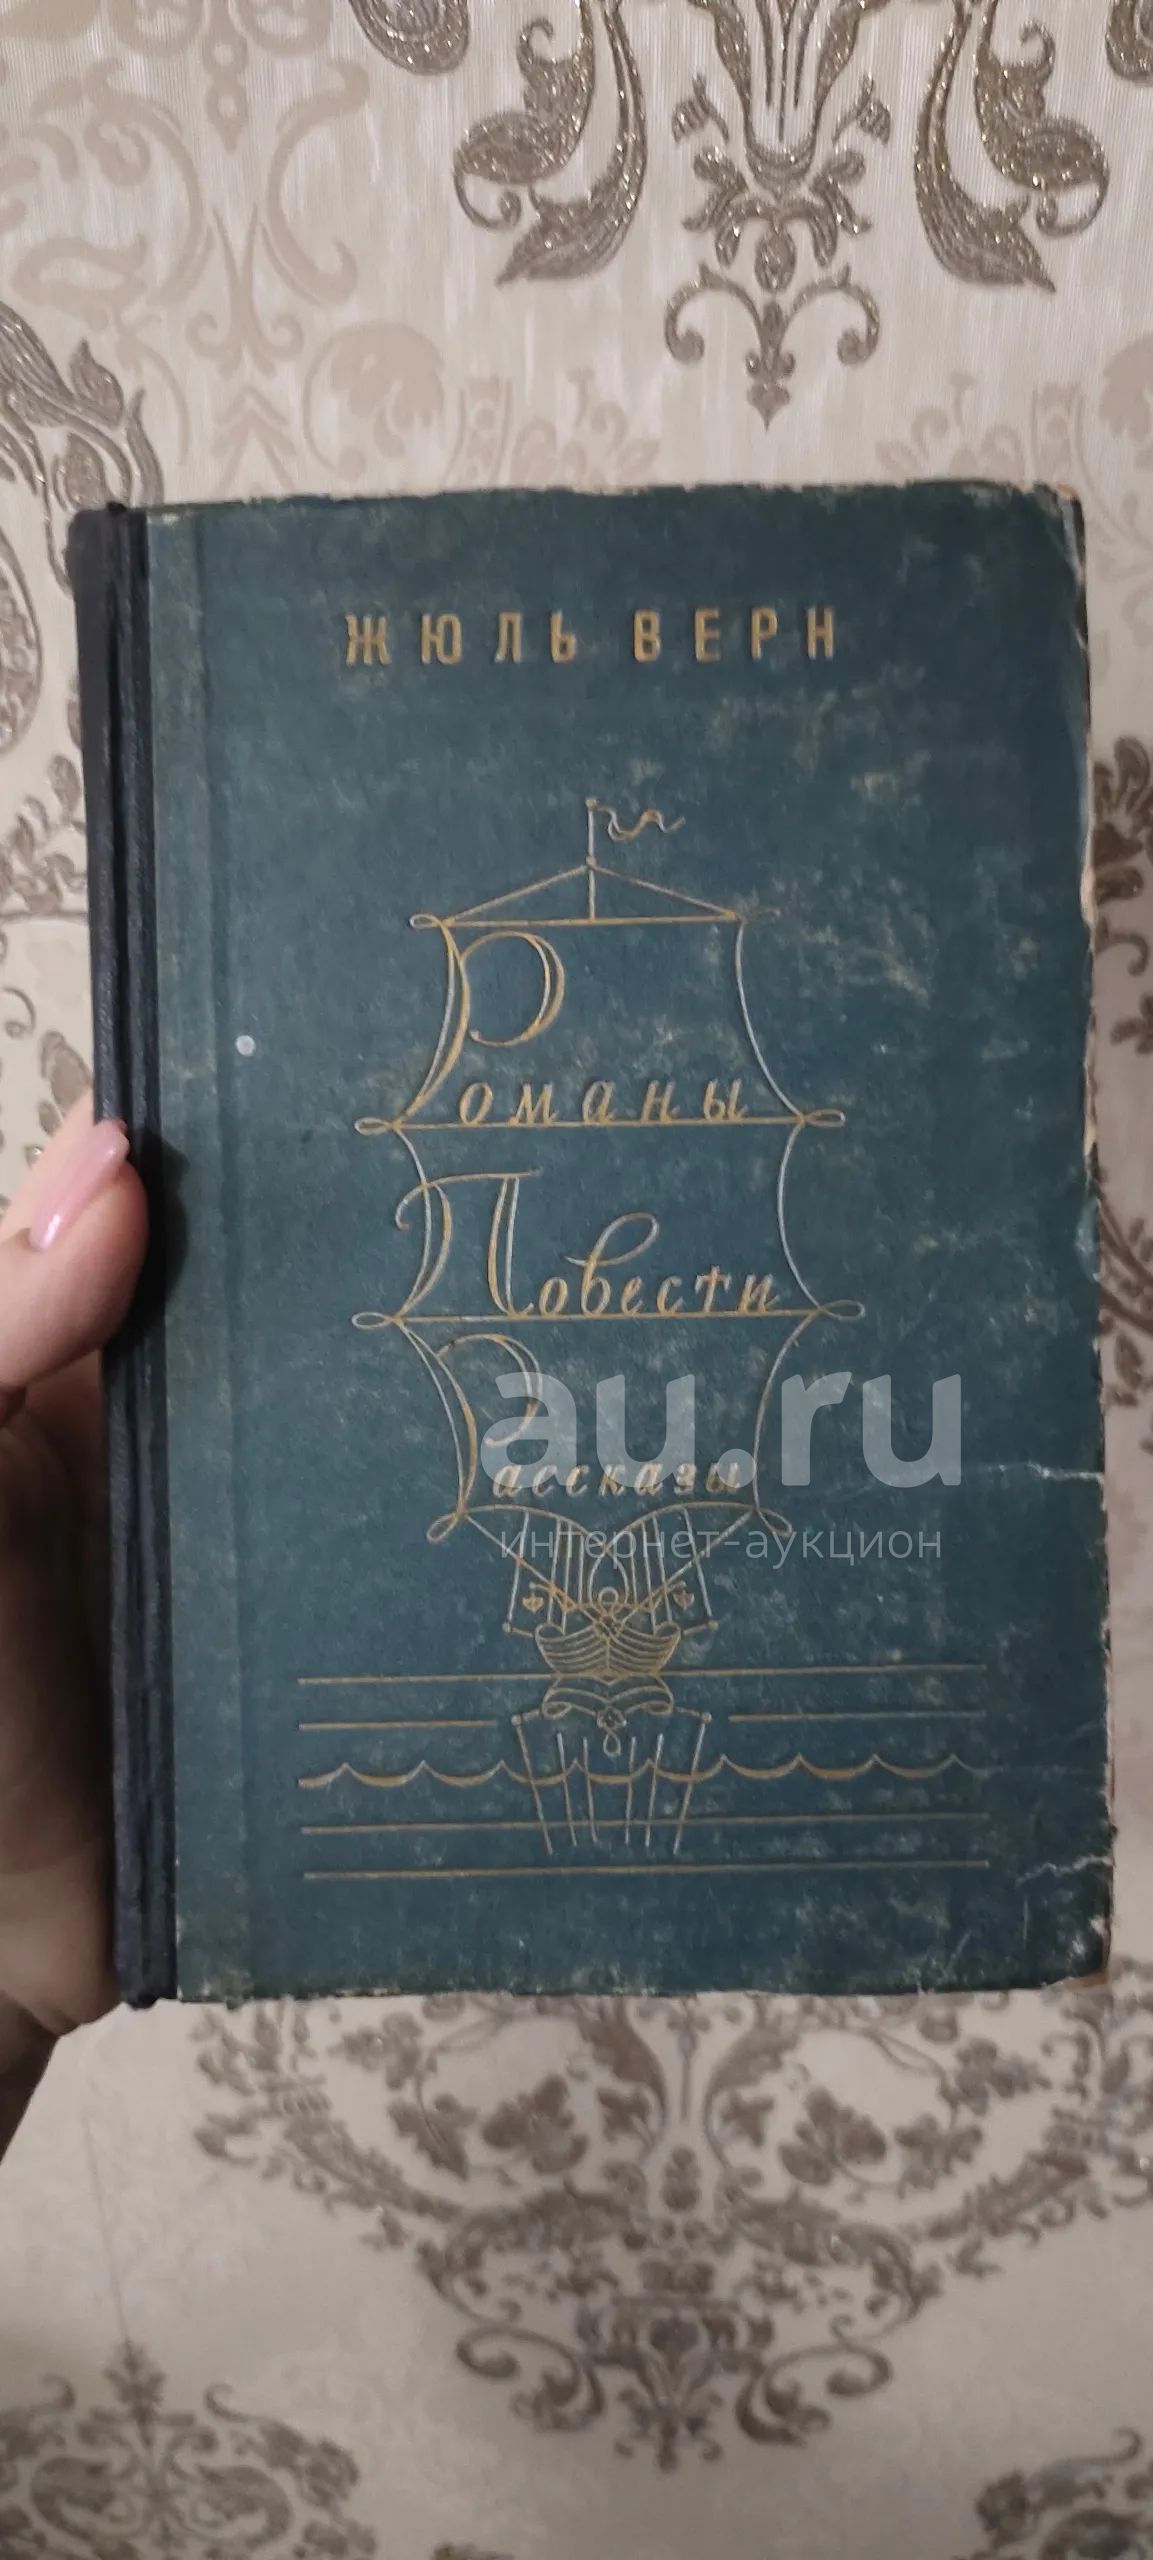 ЖЮЛЬ ВЕРН
Романы
Повести
Рассказы
au.ru
интернет-аукцион